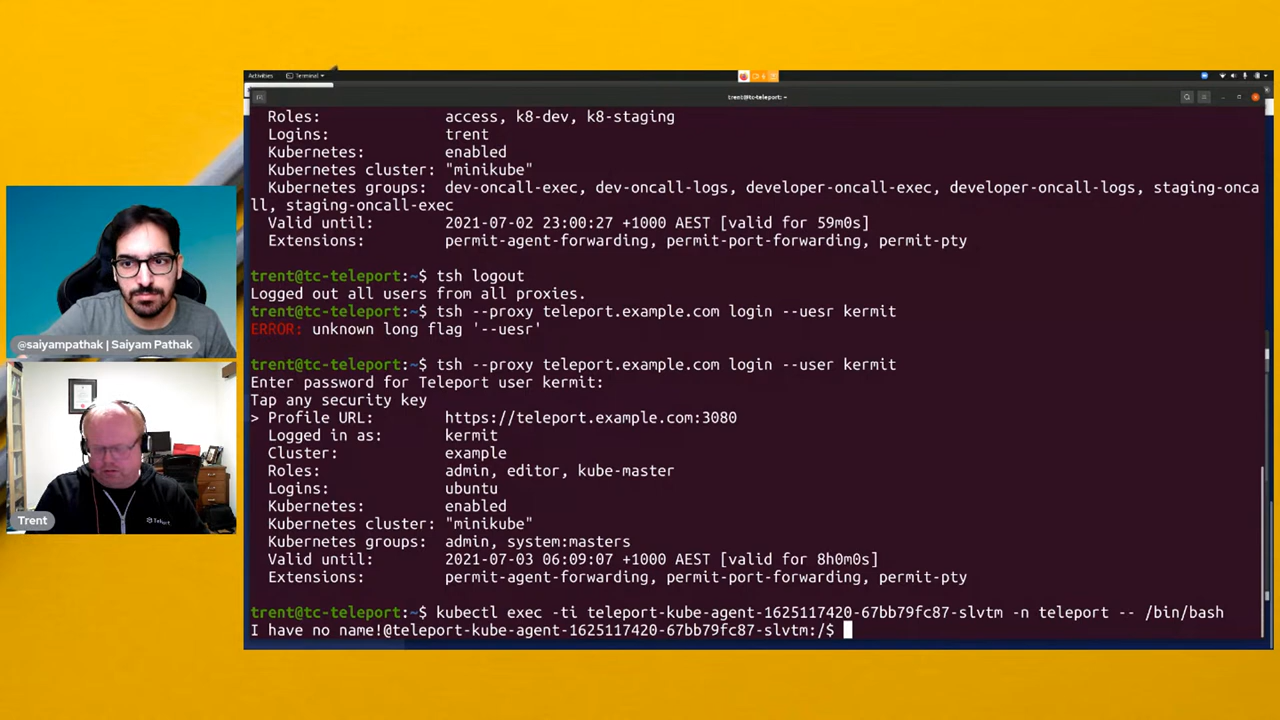 Activities
Terminal
trent@tc-teleport: ~
Roles: access, k8-dev, k8-staging
Logins: trent
Kubernetes: enabled
Kubernetes cluster: "minikube"
Kubernetes groups: dev-oncall-exec, dev-oncall-logs, developer-oncall-exec, developer-oncall-logs, staging-onca
ll, staging-oncall-exec
Valid until: 2021-07-02 23:00:27 +1000 AEST [valid for 59m0s]
Extensions: permit-agent-forwarding, permit-port-forwarding, permit-pty
trent@tc-teleport:~$ tsh logout
Logged out all users from all proxies.
trent@tc-teleport:~$ tsh --proxy teleport.example.com login --uesr kermit
ERROR: unknown long flag '--uesr'
trent@tc-teleport:~$ tsh --proxy teleport.example.com login --user kermit
Enter password for Teleport user kermit:
Tap any security key
> Profile URL: https://teleport.example.com:3080
Logged in as: kermit
Cluster: example
Roles: admin, editor, kube-master
Logins: ubuntu
Kubernetes: enabled
Kubernetes cluster: "minikube"
Kubernetes groups: admin, system:masters
Valid until: 2021-07-03 06:09:07 +1000 AEST [valid for 8h0m0s]
Extensions: permit-agent-forwarding, permit-port-forwarding, permit-pty
trent@tc-teleport:~$ kubectl exec -ti teleport-kube-agent-1625117420-67bb79fc87-slvtm -n teleport -- /bin/bash
I have no name!@teleport-kube-agent-1625117420-67bb79fc87-slvtm:/$
@saiyampathak | Saiyam Pathak
Trent